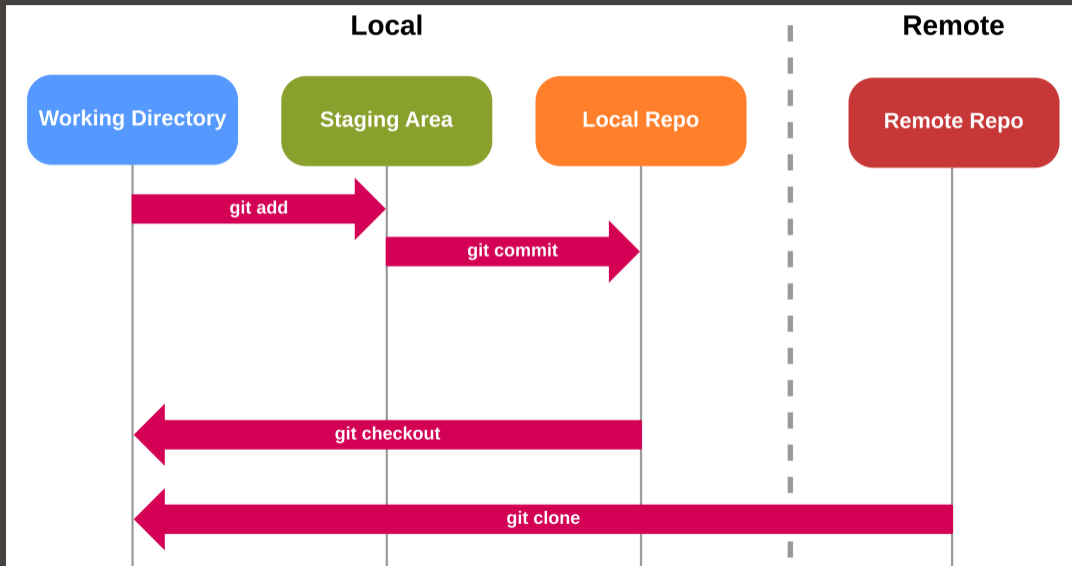 Local
Remote
Working Directory
Staging Area
Local Repo
Remote Repo
git add
git commit
git checkout
git clone